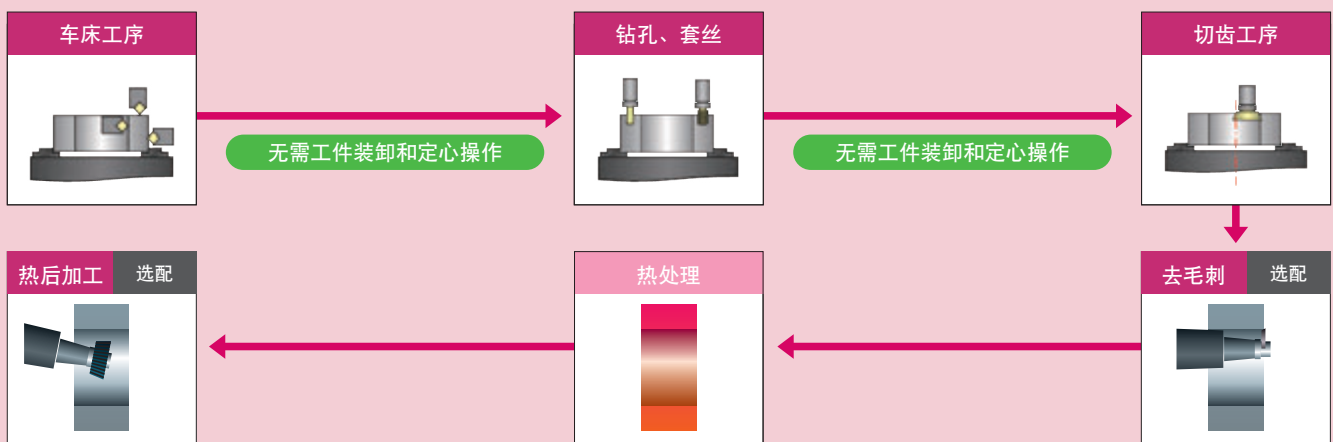 车床工序
钻孔、套丝
切齿工序
无需工件装卸和定心操作
无需工件装卸和定心操作
热后加工
选配
热处理
去毛刺
选配